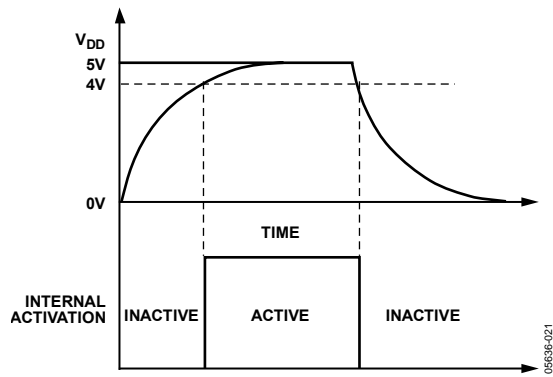 VDD
5V
4V
0V
TIME
INTERNAL
ACTIVATION
INACTIVE
ACTIVE
INACTIVE
05636-021